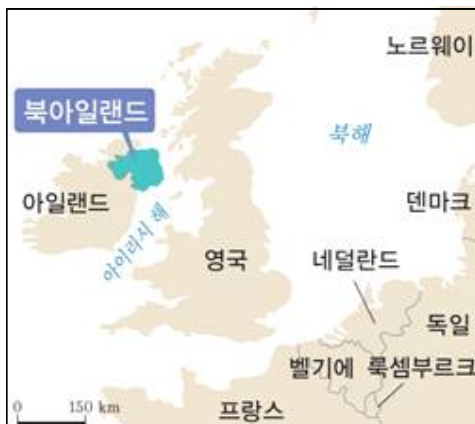 노르웨이
북아일랜드
북해
아일랜드
덴마크
아이리시 해
영국
네덜란드
독일
벨기에 룩셈부르크
0 150 km
프랑스